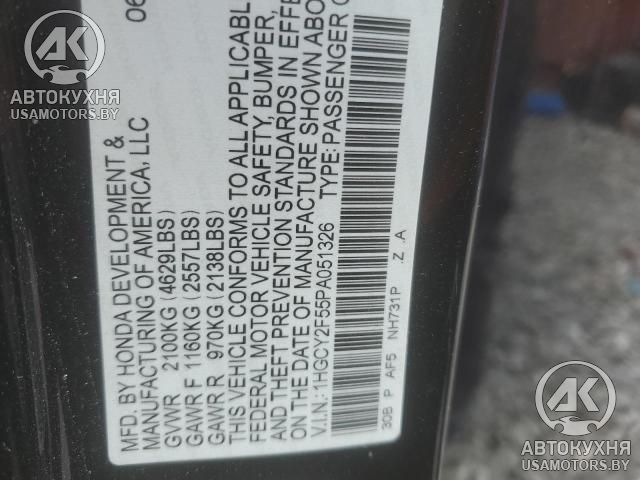 06
MFD. BY HONDA DEVELOPMENT &
MANUFACTURING OF AMERICA, LLC
GVWR 2100KG (4629LBS)
GAWR F 1160KG (2557LBS)
GAWR R 970KG (2138LBS)
THIS VEHICLE CONFORMS TO ALL APPLICABL
FEDERAL MOTOR VEHICLE SAFETY, BUMPER,
AND THEFT PREVENTION STANDARDS IN EFFE
ON THE DATE OF MANUFACTURE SHOWN ABO
V.I.N.: 1HGCY2F55PA051326 TYPE: PASSENGER C
30B P AF5 NH731P .Z .A
АВТОКУХНЯ
USAMOTORS.BY
АВТОКУХНЯ
USAMOTORS.BY